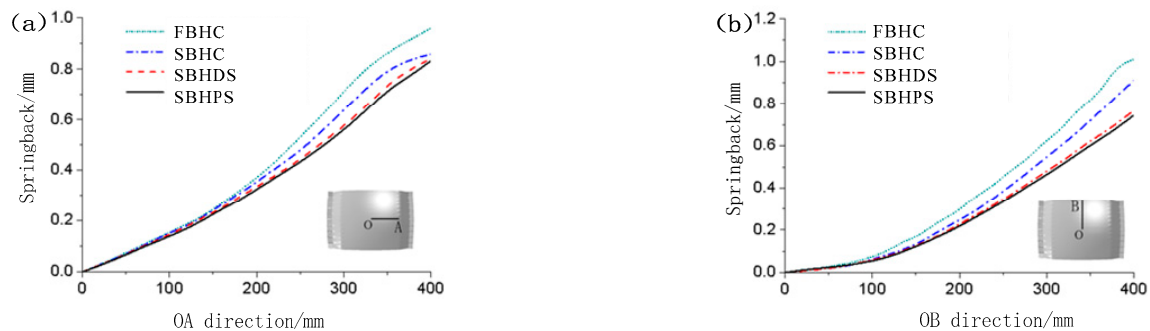 (a)
Springback/mm
1.0
0.8
0.6
0.4
0.2
0.0
FBHC
SBHC
SBHDS
SBHPS
O A
0 100 200 300 400
OA direction/mm
(b)
Springback/mm
1.2
1.0
0.8
0.6
0.4
0.2
0.0
FBHC
SBHC
SBHDS
SBHPS
B
O
0 100 200 300 400
OB direction/mm